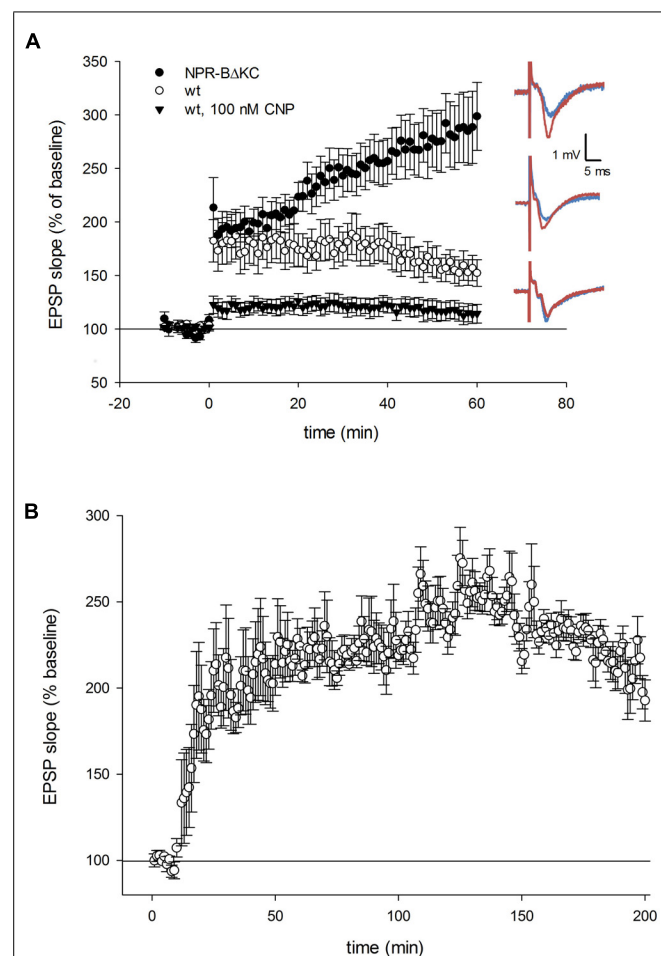 A
NPR-BΔKC
wt
wt, 100 nM CNP
1 mV
5 ms
EPSP slope (% of baseline)
350
300
250
200
150
100
50
-20
0
20
40
60
80
time (min)
B
EPSP slope (% baseline)
300
250
200
150
100
0
50
100
150
200
time (min)